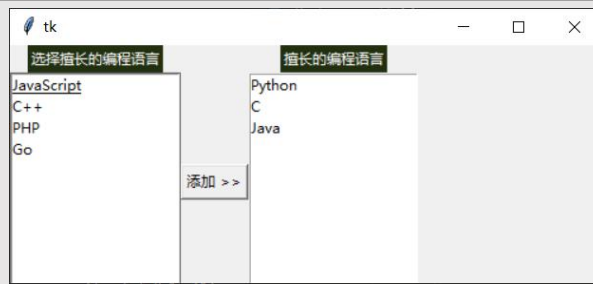 tk
选择擅长的编程语言
擅长的编程语言
JavaScript
C++
PHP
Go
添加 >>
Python
C
Java